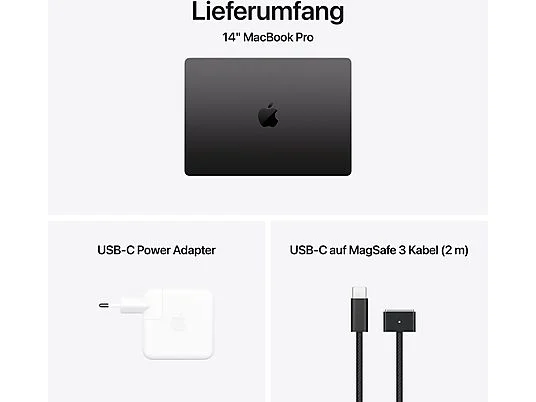 Lieferumfang
14" MacBook Pro
USB-C Power Adapter
USB-C auf MagSafe 3 Kabel (2 m)